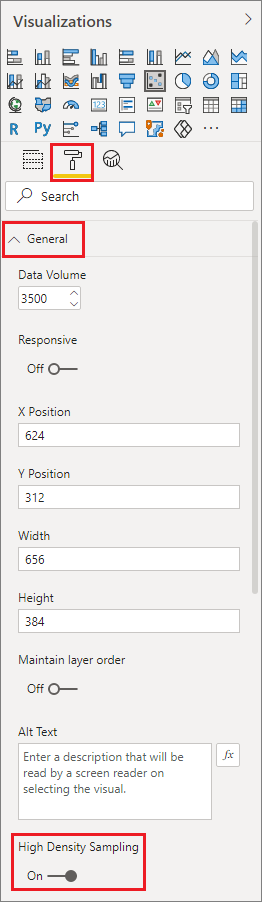 Visualizations
123
R Py
Search
General
Data Volume
3500
Responsive
Off
X Position
624
Y Position
312
Width
656
Height
384
Maintain layer order
Off
Alt Text
Enter a description that will be
read by a screen reader on
selecting the visual.
fx
High Density Sampling
On